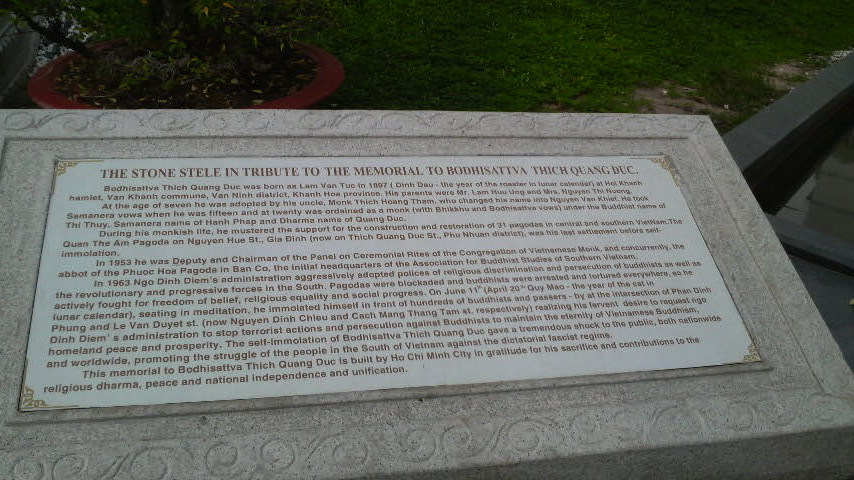 THE STONE STELE IN TRIBUTE TO THE MEMORIAL TO BODHISATTVA THICH QUANG DUC.
Bodhisattva Thich Quang Duc was born as Lam Van Tuc in 1897 ( Dinh Dau - the year of the roaster in lunar calender) at Hoi Khanh
hamlet, Van Khanh commune, Van Ninh district, Khanh Hoa province. His parents were Mr. Lam Huu Ung and Mrs. Nguyen Thi Nuong.
At the age of seven he was adopted by his uncle, Monk Thich Hoang Tham, who changed his name into Nguyen Van Khiet. He took
Samanera vows when he was fifteen and at twenty was ordained as a monk (with Bhikshu and Bodhisattva vows) under the Buddhist name of
Thi Thuy, Samanera name of Hanh Phap and Dharma name of Quang Duc.
During his monkish life, he mustered the support for the construction and restoration of 31 pagodas in central and southern VietNam.The
Quan The Am Pagoda on Nguyen Hue St., Gia Dinh (now on Thich Quang Duc St., Phu Nhuan district), was his last settlement before self-
immolation.
In 1953 he was Deputy and Chairman of the Panel on Ceremonial Rites of the Congregation of Vietnamese Monk, and concurrently, the
abbot of the Phuoc Hoa Pagoda in Ban Co, the initial headquarters of the Association for Buddhist Studies of Southern Vietnam.
In 1963 Ngo Dinh Diem's administration aggressively adopted polices of religious discrimination and persecution of buddhists as well as
the revolutionary and progressive forces in the South. Pagodas were blockaded and buddhists were arrested and tortured everywhere, so he
actively fought for freedom of belief, religious equality and social progress. On June 11th (April 20th Quy Mao - the year of the cat in
lunar calendar), seating in meditation, he immolated himself in front of hundreds of buddhists and passers - by at the intersection of Phan Dinh
Phung and Le Van Duyet st. (now Nguyen Dinh Chieu and Cach Mang Thang Tam st. respectively) realizing his fervent desire to request ngo
Dinh Diem' s administration to stop terrorist actions and persecution against Buddhists to maintain the eternity of Vietnamese Buddhism,
homeland peace and prosperity. The self-immolation of Bodhisattva Thich Quang Duc gave a tremendous shock to the public, both nationwide
and worldwide, promoting the struggle of the people in the South of Vietnam against the dictatorial fascist regime.
This memorial to Bodhisattva Thich Quang Duc is built by Ho Chi Minh City in gratitude for his sacrifice and contributions to the
religious dharma, peace and national independence and unification.